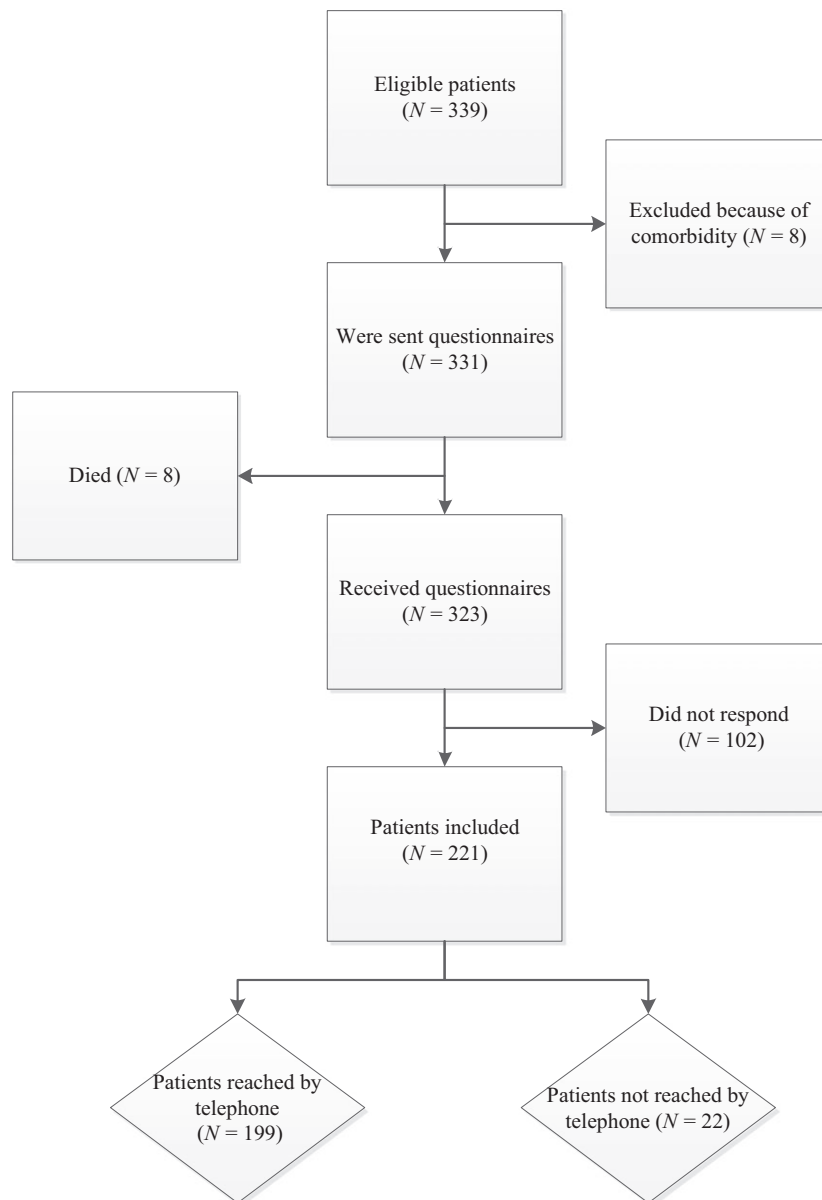 Eligible patients
(N = 339)
Excluded because of
comorbidity (N = 8)
Were sent questionnaires
(N = 331)
Died (N = 8)
Received questionnaires
(N = 323)
Did not respond
(N = 102)
Patients included
(N = 221)
Patients reached by
telephone
(N = 199)
Patients not reached by
telephone (N = 22)